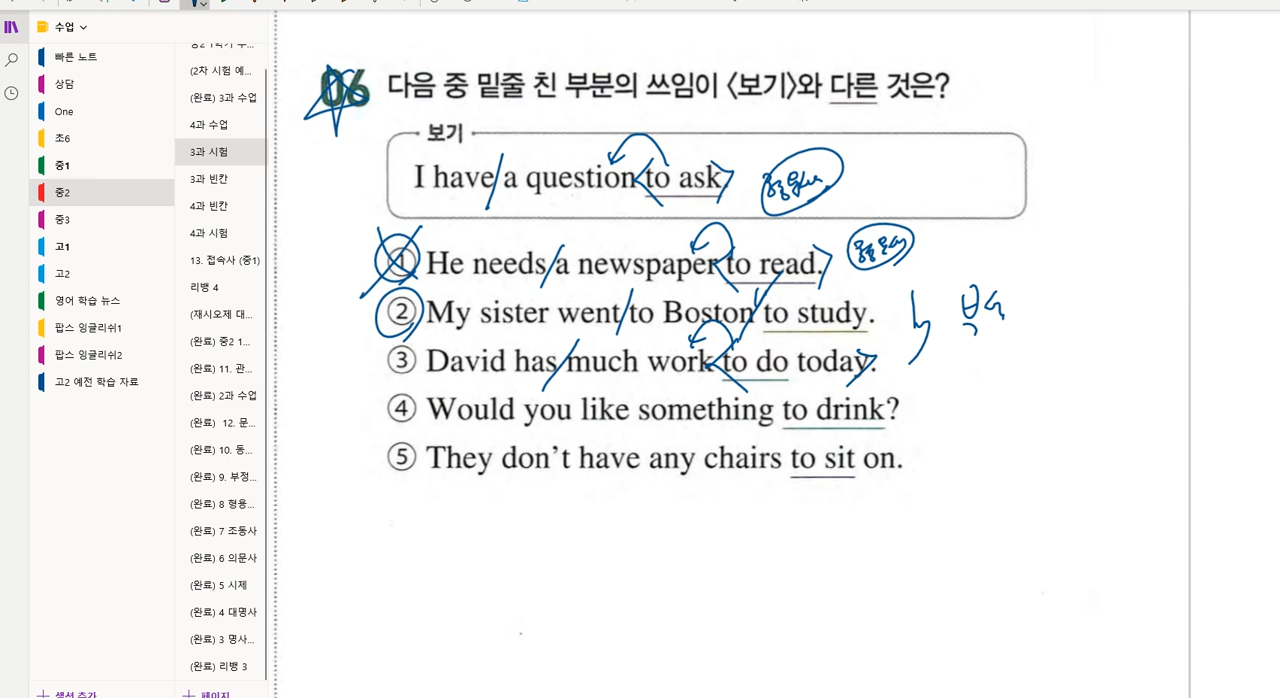 수업
빠른 노트
상담
One
초6
중1
중2
중3
고1
고2
영어 학습 뉴스
팝스 잉글리쉬1
팝스 잉글리쉬2
고2 예전 학습 자료
섹션 추가
(2차 시험 예...
(완료) 3과 수업
4과 수업
3과 시험
3과 빈칸
4과 빈칸
4과 시험
13. 접속사 (중1)
리뱅 4
(재시오제 대...
(완료) 중2 1...
(완료) 11. 관...
(완료) 2과 수업
(완료) 12. 문...
(완료) 10. 동...
(완료) 9. 부정...
(완료) 8 형용...
(완료) 7 조동사
(완료) 6 의문사
(완료) 5 시제
(완료) 4 대명사
(완료) 3 명사...
(완료) 리뱅 3
페이지
06 다음 중 밑줄 친 부분의 쓰임이 〈보기〉와 다른 것은?
보기
I have a question to ask.
① He needs a newspaper to read.
② My sister went to Boston to study.
③ David has much work to do today.
④ Would you like something to drink?
⑤ They don't have any chairs to sit on.